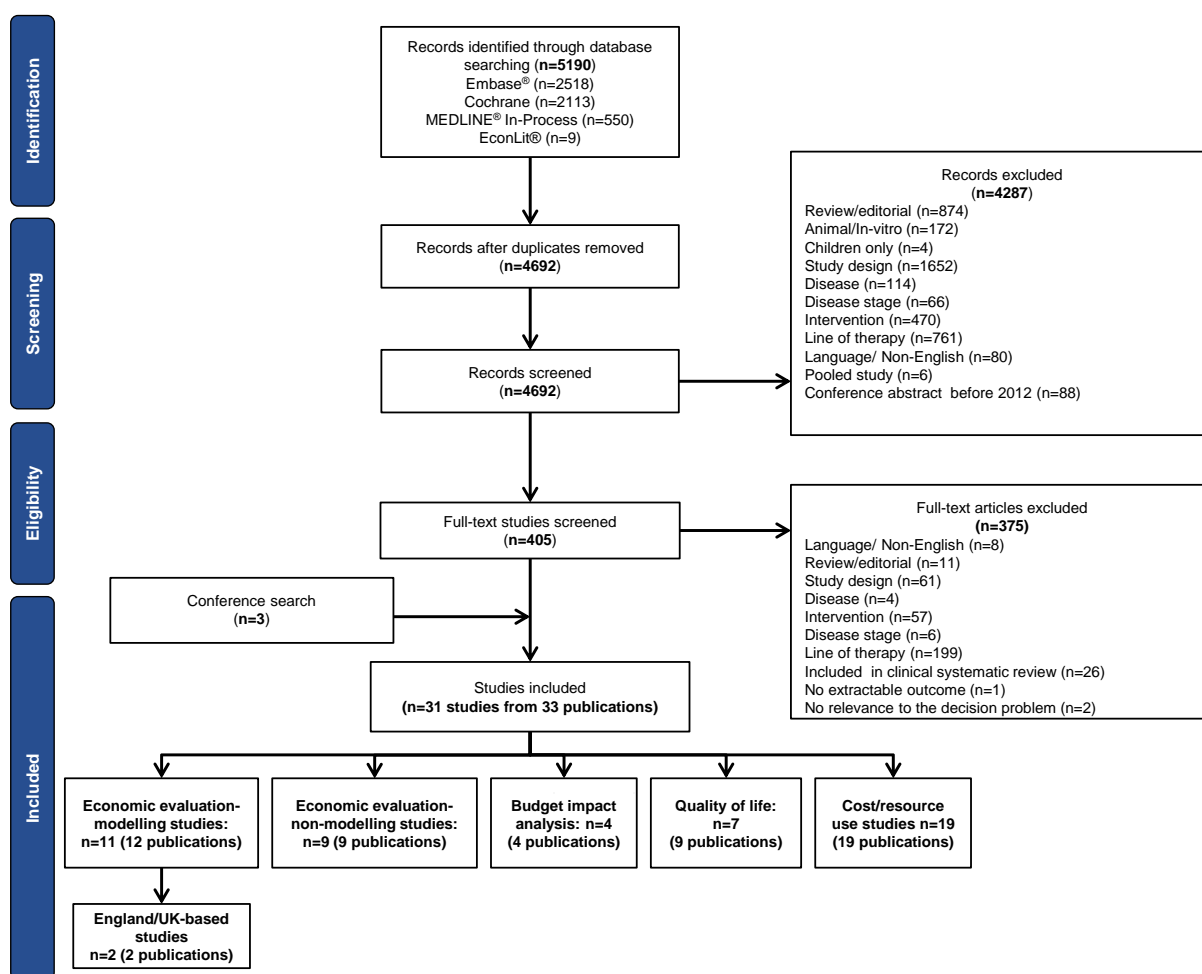 Identification
Records identified through database
searching (n=5190)
Embase® (n=2518)
Cochrane (n=2113)
MEDLINE® In-Process (n=550)
EconLit® (n=9)
Records excluded
(n=4287)
Review/editorial (n=874)
Animal/In-vitro (n=172)
Children only (n=4)
Study design (n=1652)
Disease (n=114)
Disease stage (n=66)
Intervention (n=470)
Line of therapy (n=761)
Language/ Non-English (n=80)
Pooled study (n=6)
Conference abstract before 2012 (n=88)
Screening
Records after duplicates removed
(n=4692)
Records screened
(n=4692)
Eligibility
Full-text studies screened
(n=405)
Full-text articles excluded
(n=375)
Language/ Non-English (n=8)
Review/editorial (n=11)
Study design (n=61)
Disease (n=4)
Intervention (n=57)
Disease stage (n=6)
Line of therapy (n=199)
Included in clinical systematic review (n=26)
No extractable outcome (n=1)
No relevance to the decision problem (n=2)
Included
Conference search
(n=3)
Studies included
(n=31 studies from 33 publications)
Economic evaluation-
modelling studies:
n=11 (12 publications)
Economic evaluation-
non-modelling studies:
n=9 (9 publications)
Budget impact
analysis: n=4
(4 publications)
Quality of life:
n=7
(9 publications)
Cost/resource
use studies n=19
(19 publications)
England/UK-based
studies
n=2 (2 publications)